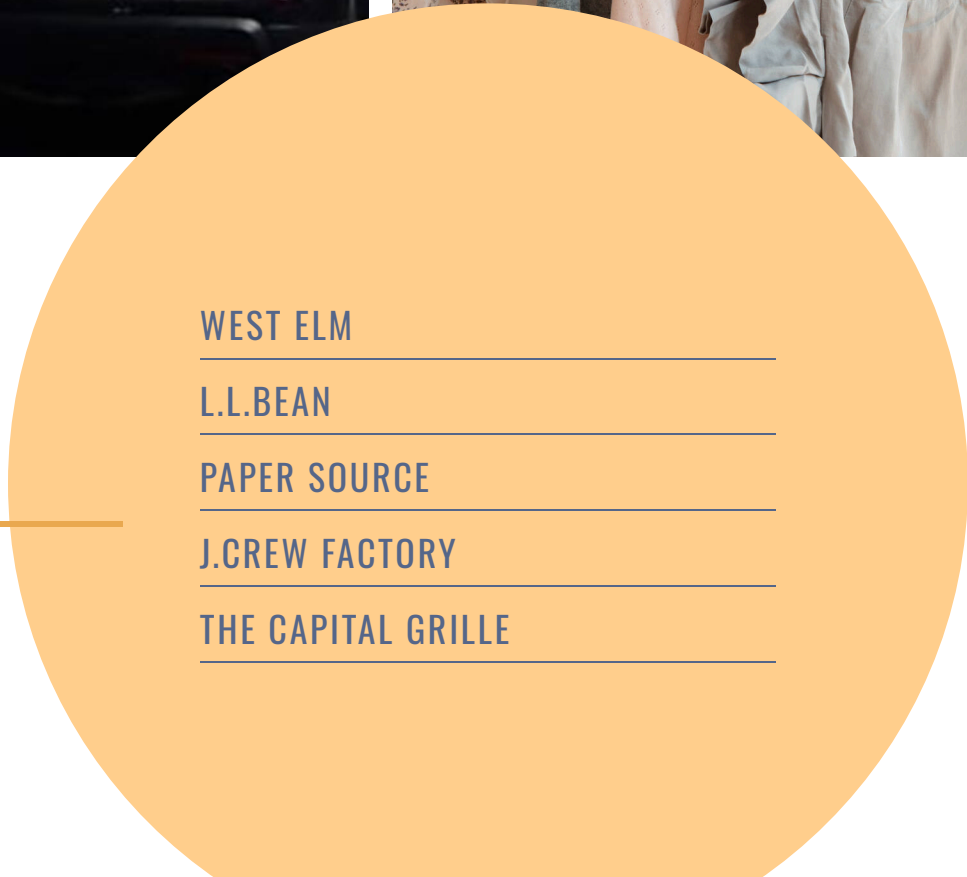 WEST ELM
L.L.BEAN
PAPER SOURCE
J.CREW FACTORY
THE CAPITAL GRILLE